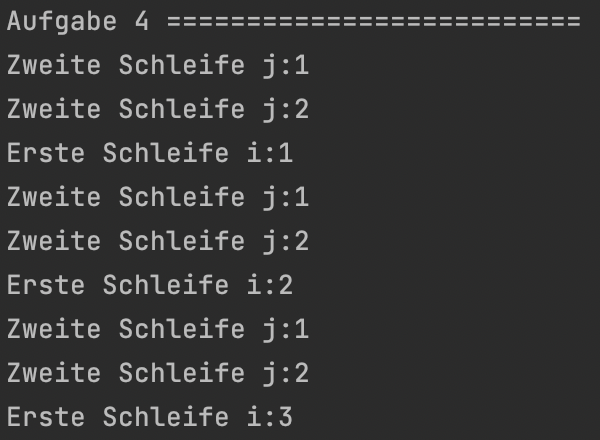 Aufgabe 4 ==========================
Zweite Schleife j:1
Zweite Schleife j:2
Erste Schleife i:1
Zweite Schleife j:1
Zweite Schleife j:2
Erste Schleife i:2
Zweite Schleife j:1
Zweite Schleife j:2
Erste Schleife i:3